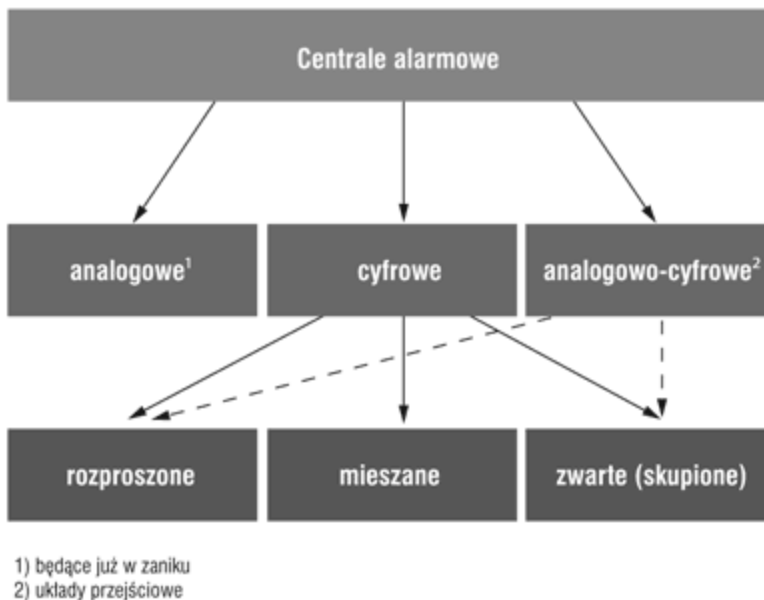 Centrale alarmowe
analogowe¹
cyfrowe
analogowo-cyfrowe²
rozproszone
mieszane
zwarte (skupione)
1) będące już w zaniku
2) układy przejściowe